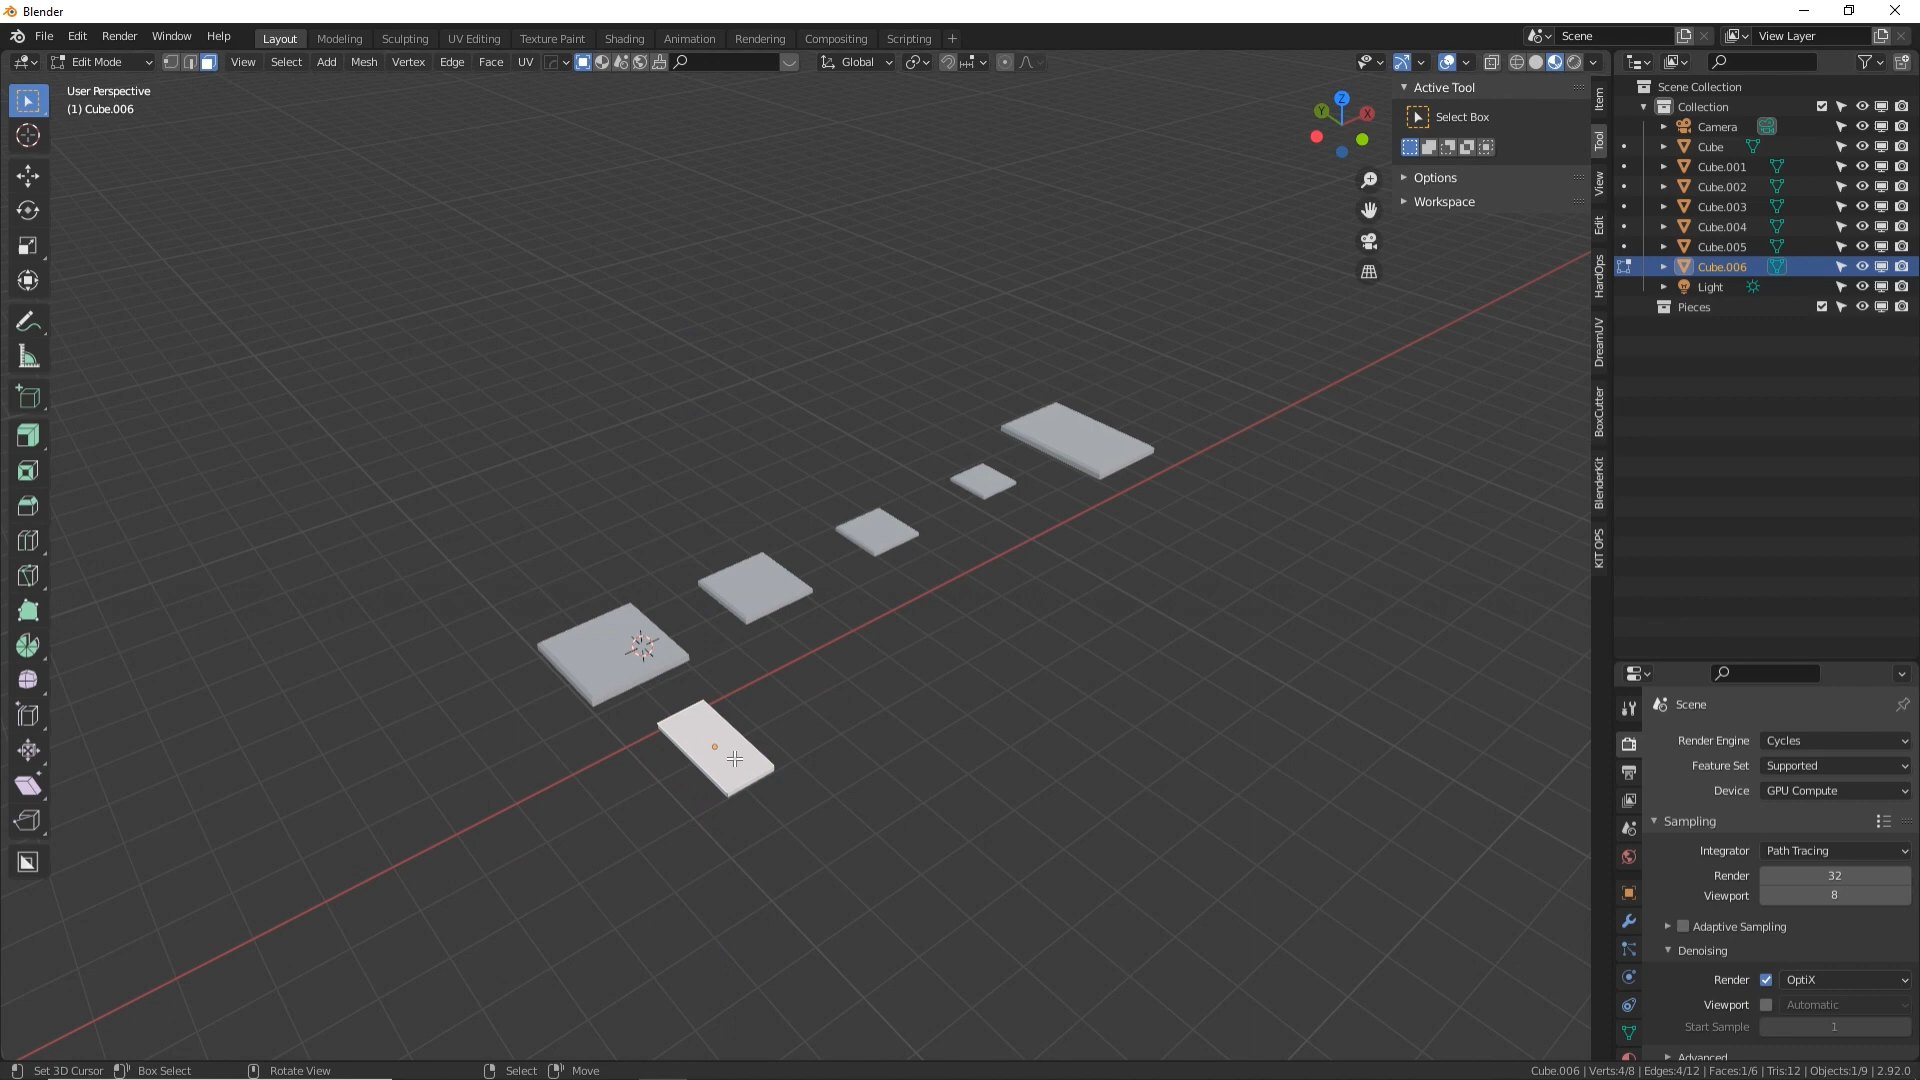 Blender
File Edit Render Window Help
Layout Modeling Sculpting UV Editing Texture Paint Shading Animation Rendering Compositing Scripting +
Scene
View Layer
Edit Mode
View Select Add Mesh Vertex Edge Face UV
Global
User Perspective
(1) Cube.006
Z
Y
X
Active Tool
Select Box
Options
Workspace
Item
Tool
View
Edit
HardOps
DreamUV
BoxCutter
BlenderKit
KIT OPS
Scene Collection
Collection
Camera
Cube
Cube.001
Cube.002
Cube.003
Cube.004
Cube.005
Cube.006
Light
Pieces
Scene
Render Engine Cycles
Feature Set Supported
Device GPU Compute
Sampling
Integrator Path Tracing
Render 32
Viewport 8
Adaptive Sampling
Denoising
Render OptiX
Viewport Automatic
Start Sample 1
Advanced
Set 3D Cursor Box Select Rotate View Select Move
Cube.006 | Verts:4/8 | Edges:4/12 | Faces:1/6 | Tris:12 | Objects:1/9 | 2.92.0